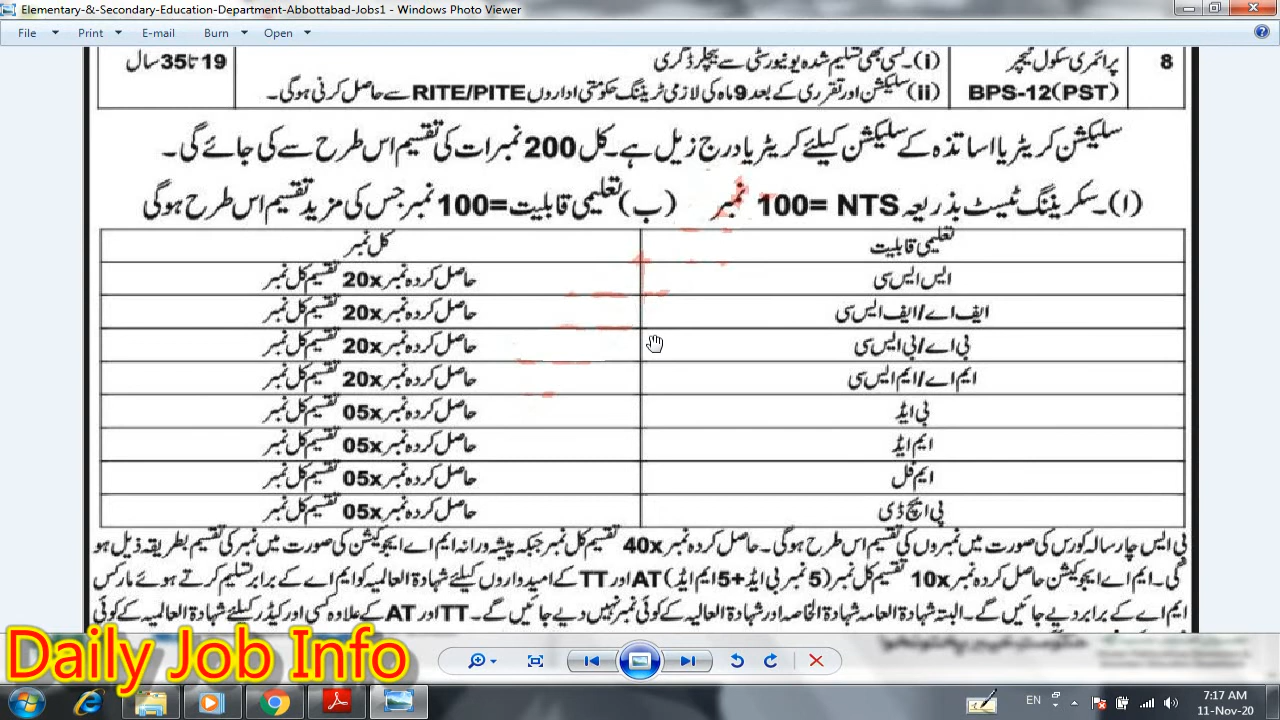 Elementary-&-Secondary-Education-Department-Abbottabad-Jobs1 - Windows Photo Viewer
File Print E-mail Burn Open
8 پرائمری سکول ٹیچر (i)۔کسی بھی تسلیم شدہ یونیورسٹی سے بیچلر ڈگری 19 تا 35 سال
BPS-12(PST) (ii) سلیکشن اور تقرری کے بعد 9 ماہ کی لازمی ٹریننگ حکومتی اداروں RITE/PITE سے حاصل کرنی ہوگی۔
سلیکشن کریٹریا اساتذہ کے سلیکشن کیلئے کریٹریا درج زیل ہے۔ کل 200 نمبرات کی تقسیم اس طرح سے کی جائے گی۔
(ا)۔ سکریننگ ٹیسٹ بذریعہ NTS =100 نمبر (ب) تعلیمی قابلیت=100 نمبر جس کی مزید تقسیم اس طرح ہوگی
تعلیمی قابلیت کل نمبر
ایس ایس سی حاصل کردہ نمبر 20x تقسیم کل نمبر
ایف اے/ایف ایس سی حاصل کردہ نمبر 20x تقسیم کل نمبر
بی اے/بی ایس سی حاصل کردہ نمبر 20x تقسیم کل نمبر
ایم اے/ایم ایس سی حاصل کردہ نمبر 20x تقسیم کل نمبر
بی ایڈ حاصل کردہ نمبر 05x تقسیم کل نمبر
ایم ایڈ حاصل کردہ نمبر 05x تقسیم کل نمبر
ایم فل حاصل کردہ نمبر 05x تقسیم کل نمبر
پی ایچ ڈی حاصل کردہ نمبر 05x تقسیم کل نمبر
بی ایس چار سالہ کورس کی صورت میں نمبروں کی تقسیم اس طرح ہوگی۔ حاصل کردہ نمبر 40x تقسیم کل نمبر جبکہ پیشہ ورانہ ایم اے ایجوکیشن کی صورت میں نمبر کی تقسیم بطریقہ ذیل ہو
گی۔ ایم اے ایجوکیشن حاصل کردہ نمبر 10x تقسیم کل نمبر (5 نمبر بی ایڈ+5 ایم ایڈ) AT اور TT کے امیدواروں کیلئے شہادۃ العالمیہ کو ایم اے کے برابر تسلیم کرتے ہوئے مارکس
ایم اے کے برابر دیے جائیں گے۔ البتہ شہادۃ العامہ شہادۃ الخاصہ اور شہادۃ العالیہ کے کوئی نمبر نہیں دیے جائیں گے۔ TT اور AT کے علاوہ کسی اور کیڈر کیلئے شہادۃ العالمیہ کے کوئی
Daily Job Info
EN
7:17 AM
11-Nov-20